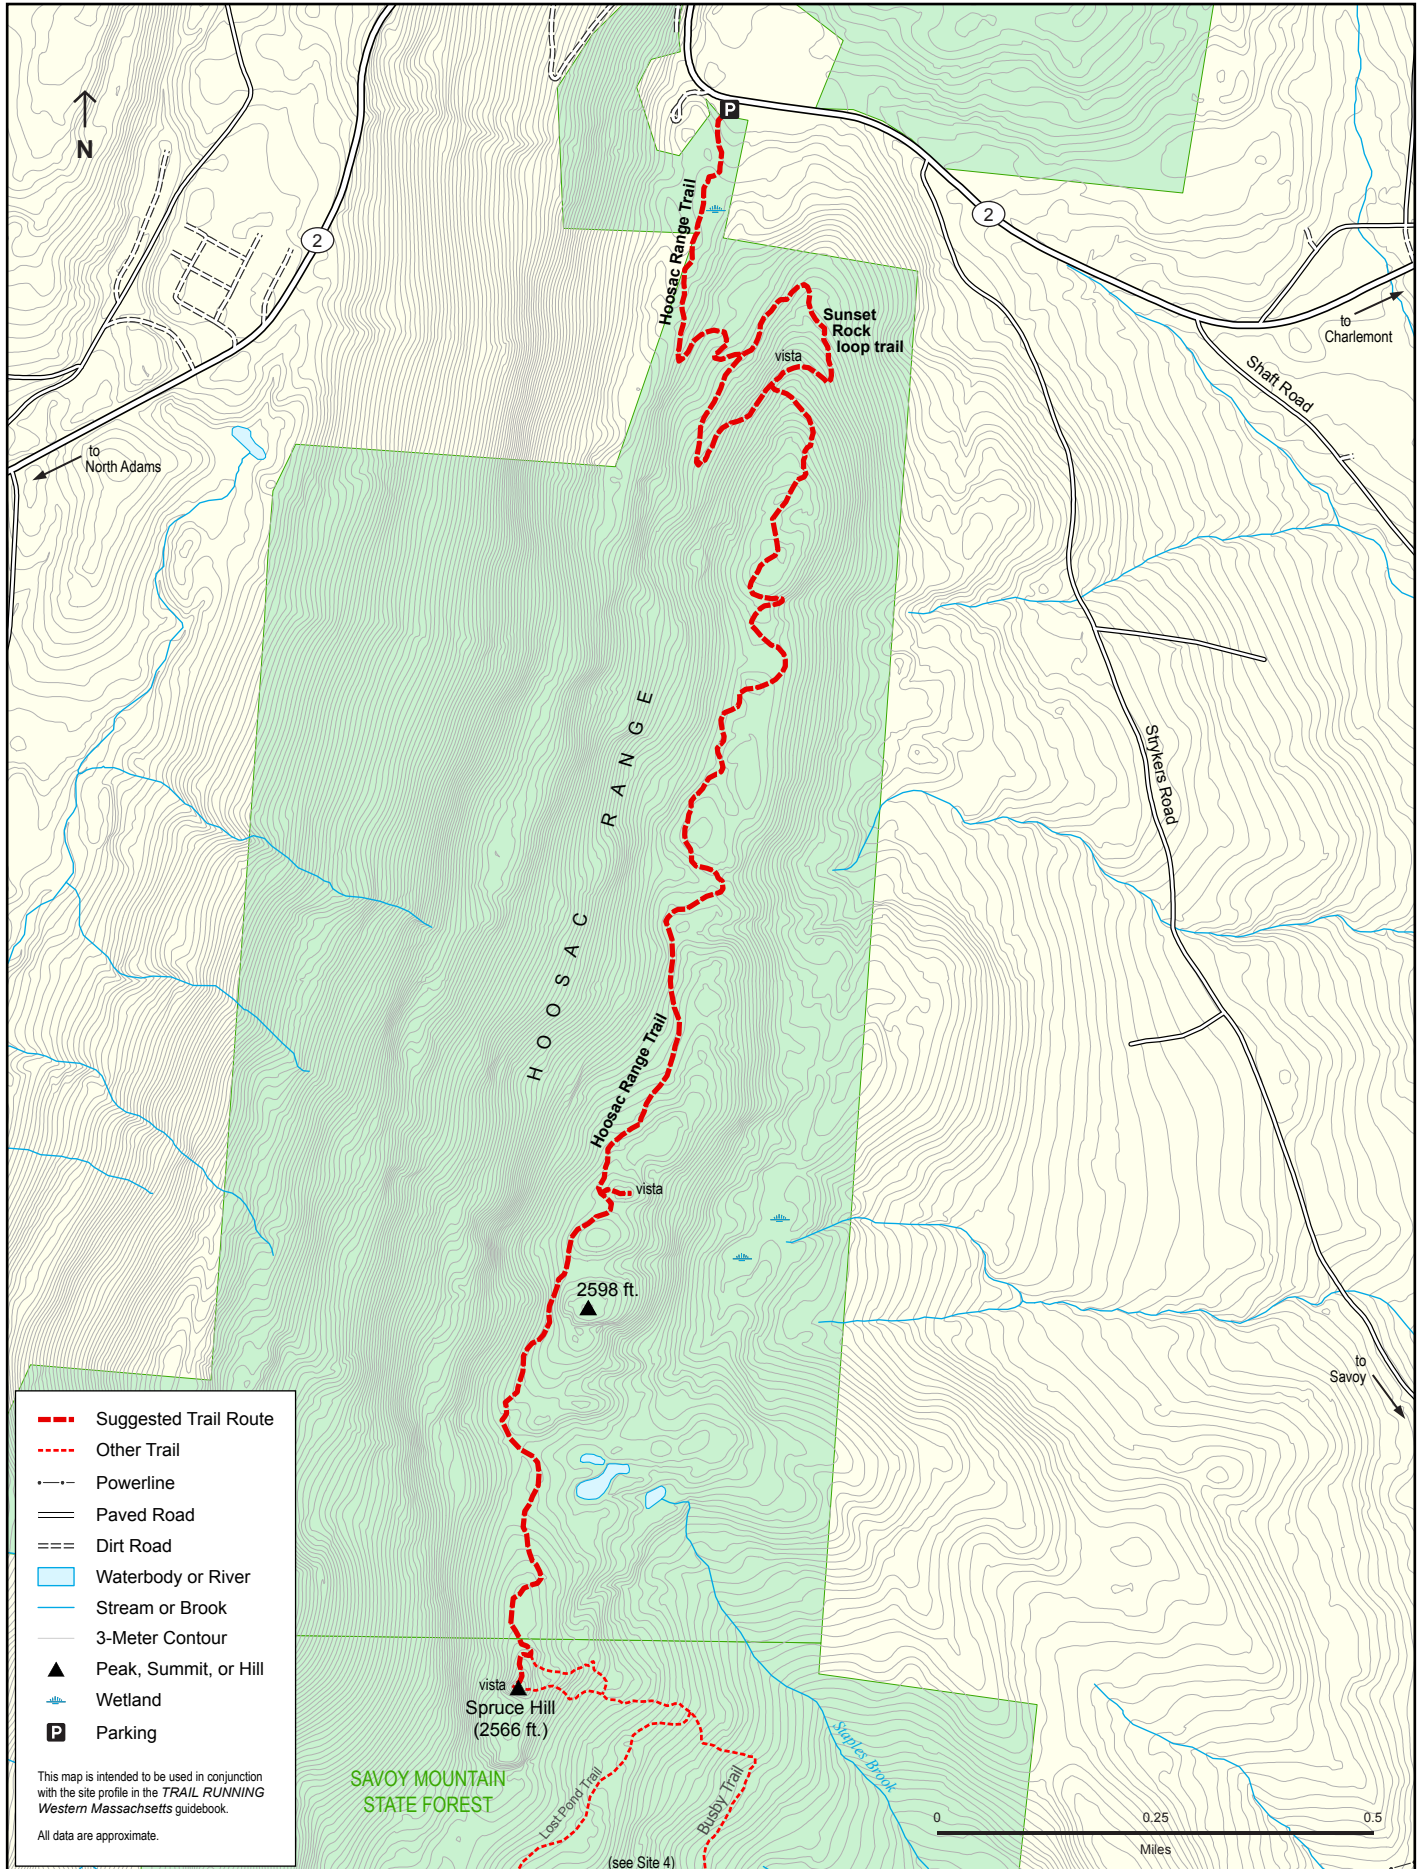 N
P
2
2
Hoosac Range Trail
Sunset
Rock
loop trail
vista
to
Charlemont
Shaft Road
to
North Adams
HOOSAC RANGE
Strykers Road
Hoosac Range Trail
vista
2598 ft.
to
Savoy
Suggested Trail Route
Other Trail
Powerline
Paved Road
Dirt Road
Waterbody or River
Stream or Brook
3-Meter Contour
Peak, Summit, or Hill
Wetland
P Parking
This map is intended to be used in conjunction
with the site profile in the TRAIL RUNNING
Western Massachsetts guidebook.
All data are approximate.
vista
Spruce Hill
(2566 ft.)
SAVOY MOUNTAIN
STATE FOREST
Lost Pond Trail
Busby Trail
Staples Brook
(see Site 4)
0 0.25 0.5
Miles